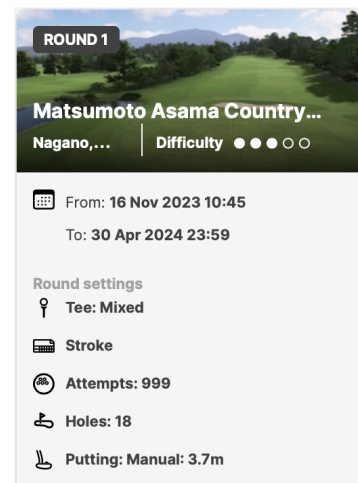 ROUND 1
Matsumoto Asama Country...
Nagano,... Difficulty
From: 16 Nov 2023 10:45
To: 30 Apr 2024 23:59
Round settings
Tee: Mixed
Stroke
Attempts: 999
Holes: 18
Putting: Manual: 3.7m